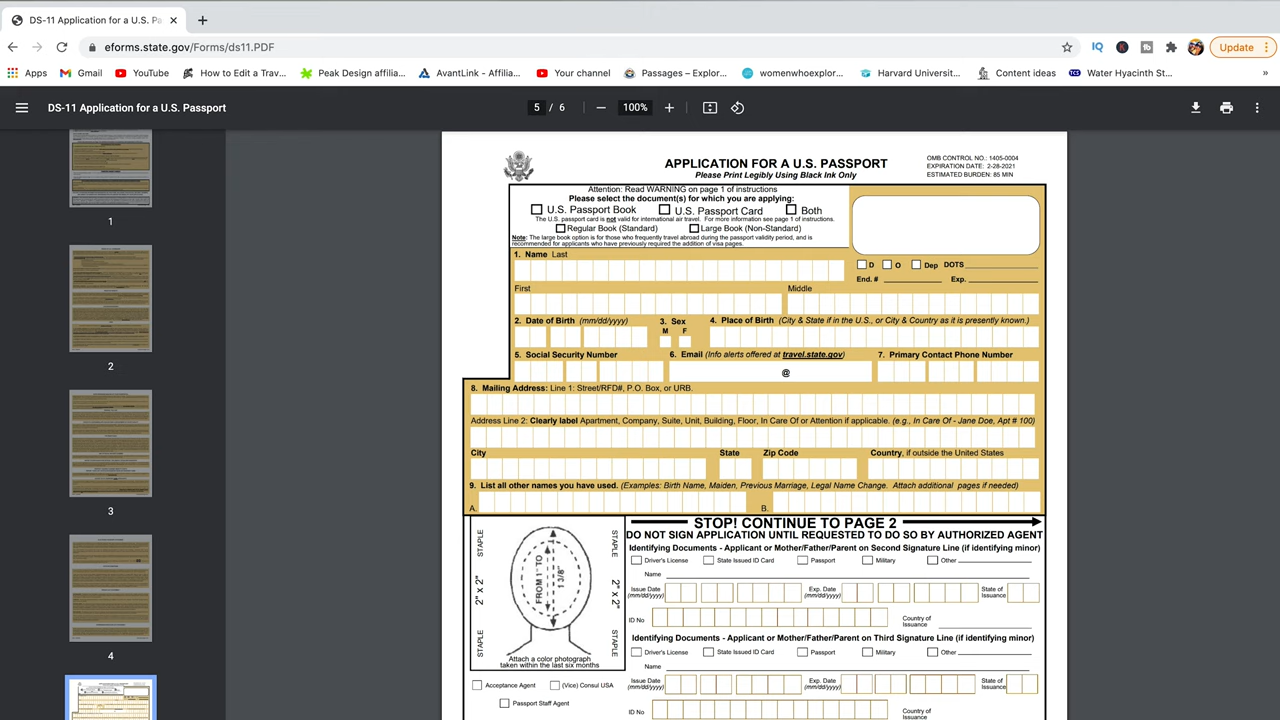 DS-11 Application for a U.S. Pa
eforms.state.gov/Forms/ds11.PDF
Update
Apps Gmail YouTube How to Edit a Trav... Peak Design affilia... AvantLink - Affilia... Your channel Passages – Explor... womenwhoexplor... Harvard Universit... Content ideas Water Hyacinth St... »
DS-11 Application for a U.S. Passport
5 / 6
100%
1
2
3
4
APPLICATION FOR A U.S. PASSPORT
Please Print Legibly Using Black Ink Only
OMB CONTROL NO.: 1405-0004
EXPIRATION DATE: 2-28-2021
ESTIMATED BURDEN: 85 MIN
Attention: Read WARNING on page 1 of instructions
Please select the document(s) for which you are applying:
U.S. Passport Book U.S. Passport Card Both
The U.S. passport card is not valid for international air travel. For more information see page 1 of instructions.
Regular Book (Standard) Large Book (Non-Standard)
Note: The large book option is for those who frequently travel abroad during the passport validity period, and is
recommended for applicants who have previously required the addition of visa pages.
D O Dep DOTS
End. # Exp.
1. Name Last
First Middle
2. Date of Birth (mm/dd/yyyy) 3. Sex 4. Place of Birth (City & State if in the U.S., or City & Country as it is presently known.)
M F
5. Social Security Number 6. Email (Info alerts offered at travel.state.gov) 7. Primary Contact Phone Number
@
8. Mailing Address: Line 1: Street/RFD#, P.O. Box, or URB.
Address Line 2: Clearly label Apartment, Company, Suite, Unit, Building, Floor, In Care Of or Attention if applicable. (e.g., In Care Of - Jane Doe, Apt # 100)
City State Zip Code Country, if outside the United States
9. List all other names you have used. (Examples: Birth Name, Maiden, Previous Marriage, Legal Name Change. Attach additional pages if needed)
A. B.
STOP! CONTINUE TO PAGE 2
DO NOT SIGN APPLICATION UNTIL REQUESTED TO DO SO BY AUTHORIZED AGENT
Identifying Documents - Applicant or Mother/Father/Parent on Second Signature Line (if identifying minor)
Driver's License State Issued ID Card Passport Military Other
Name
Issue Date
(mm/dd/yyyy)
Exp. Date
(mm/dd/yyyy)
State of
Issuance
ID No
Country of
Issuance
Identifying Documents - Applicant or Mother/Father/Parent on Third Signature Line (if identifying minor)
Driver's License State Issued ID Card Passport Military Other
Name
Issue Date
(mm/dd/yyyy)
Exp. Date
(mm/dd/yyyy)
State of
Issuance
ID No
Country of
STAPLE
STAPLE
2" x 2"
2" x 2"
FROM 1" TO
1 3/8"
STAPLE
STAPLE
Attach a color photograph
taken within the last six months
Acceptance Agent (Vice) Consul USA
Passport Staff Agent